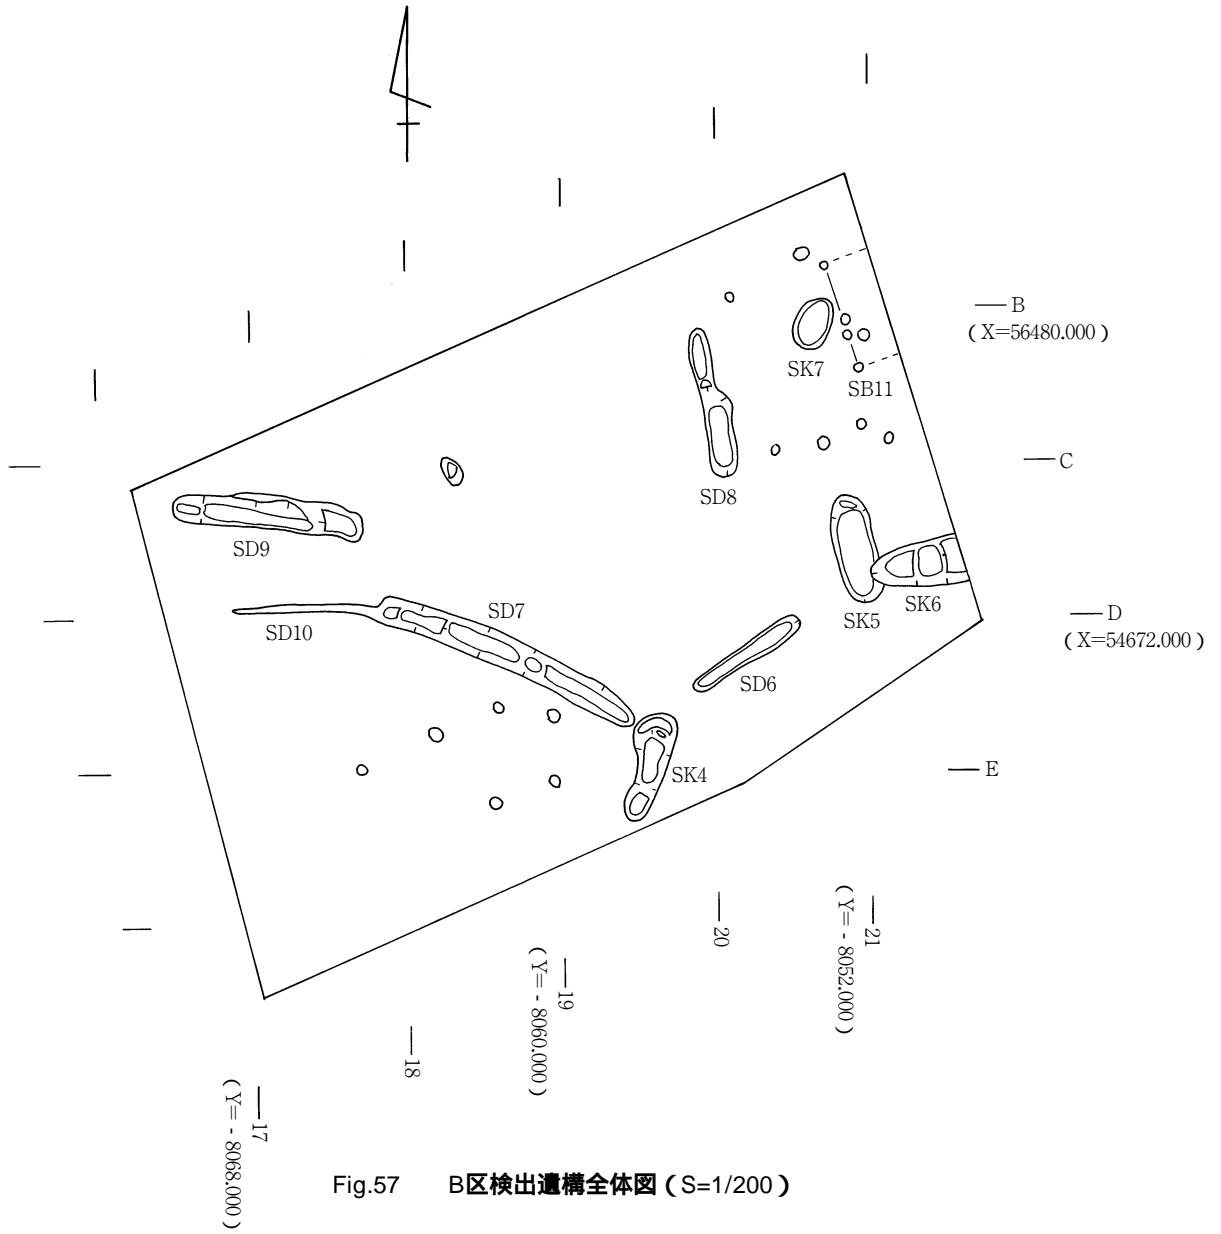 B
(X=56480.000)
SK7
SB11
C
SD8
SD9
SD7
SD10
SK5
SK6
D
(X=54672.000)
SD6
SK4
E
20
21
(Y=-8052.000)
19
(Y=-8060.000)
18
17
(Y=-8068.000)
Fig.57 B区検出遺構全体図(S=1/200)